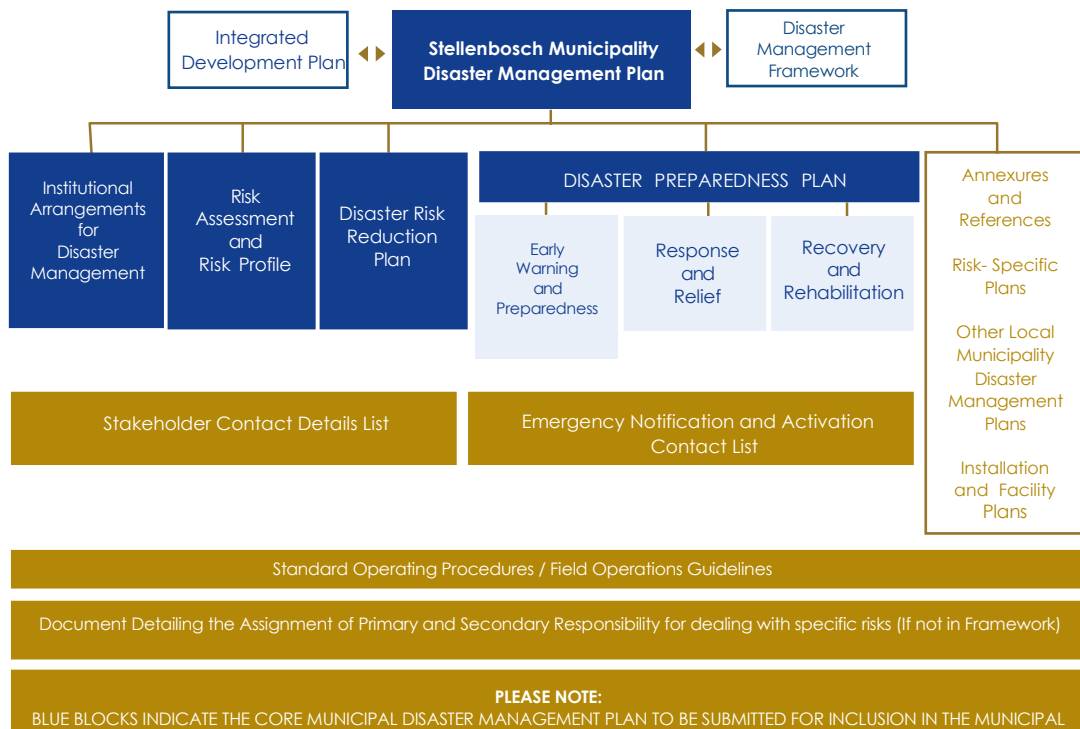 Integrated
Development Plan
Stellenbosch Municipality
Disaster Management Plan
Disaster
Management
Framework
Institutional
Arrangements
for
Disaster
Management
Risk
Assessment
and
Risk Profile
Disaster Risk
Reduction
Plan
DISASTER PREPAREDNESS PLAN
Early
Warning
and
Preparedness
Response
and
Relief
Recovery
and
Rehabilitation
Annexures
and
References
Risk- Specific
Plans
Other Local
Municipality
Disaster
Management
Plans
Installation
and Facility
Plans
Stakeholder Contact Details List
Emergency Notification and Activation
Contact List
Standard Operating Procedures / Field Operations Guidelines
Document Detailing the Assignment of Primary and Secondary Responsibility for dealing with specific risks (If not in Framework)
PLEASE NOTE:
BLUE BLOCKS INDICATE THE CORE MUNICIPAL DISASTER MANAGEMENT PLAN TO BE SUBMITTED FOR INCLUSION IN THE MUNICIPAL